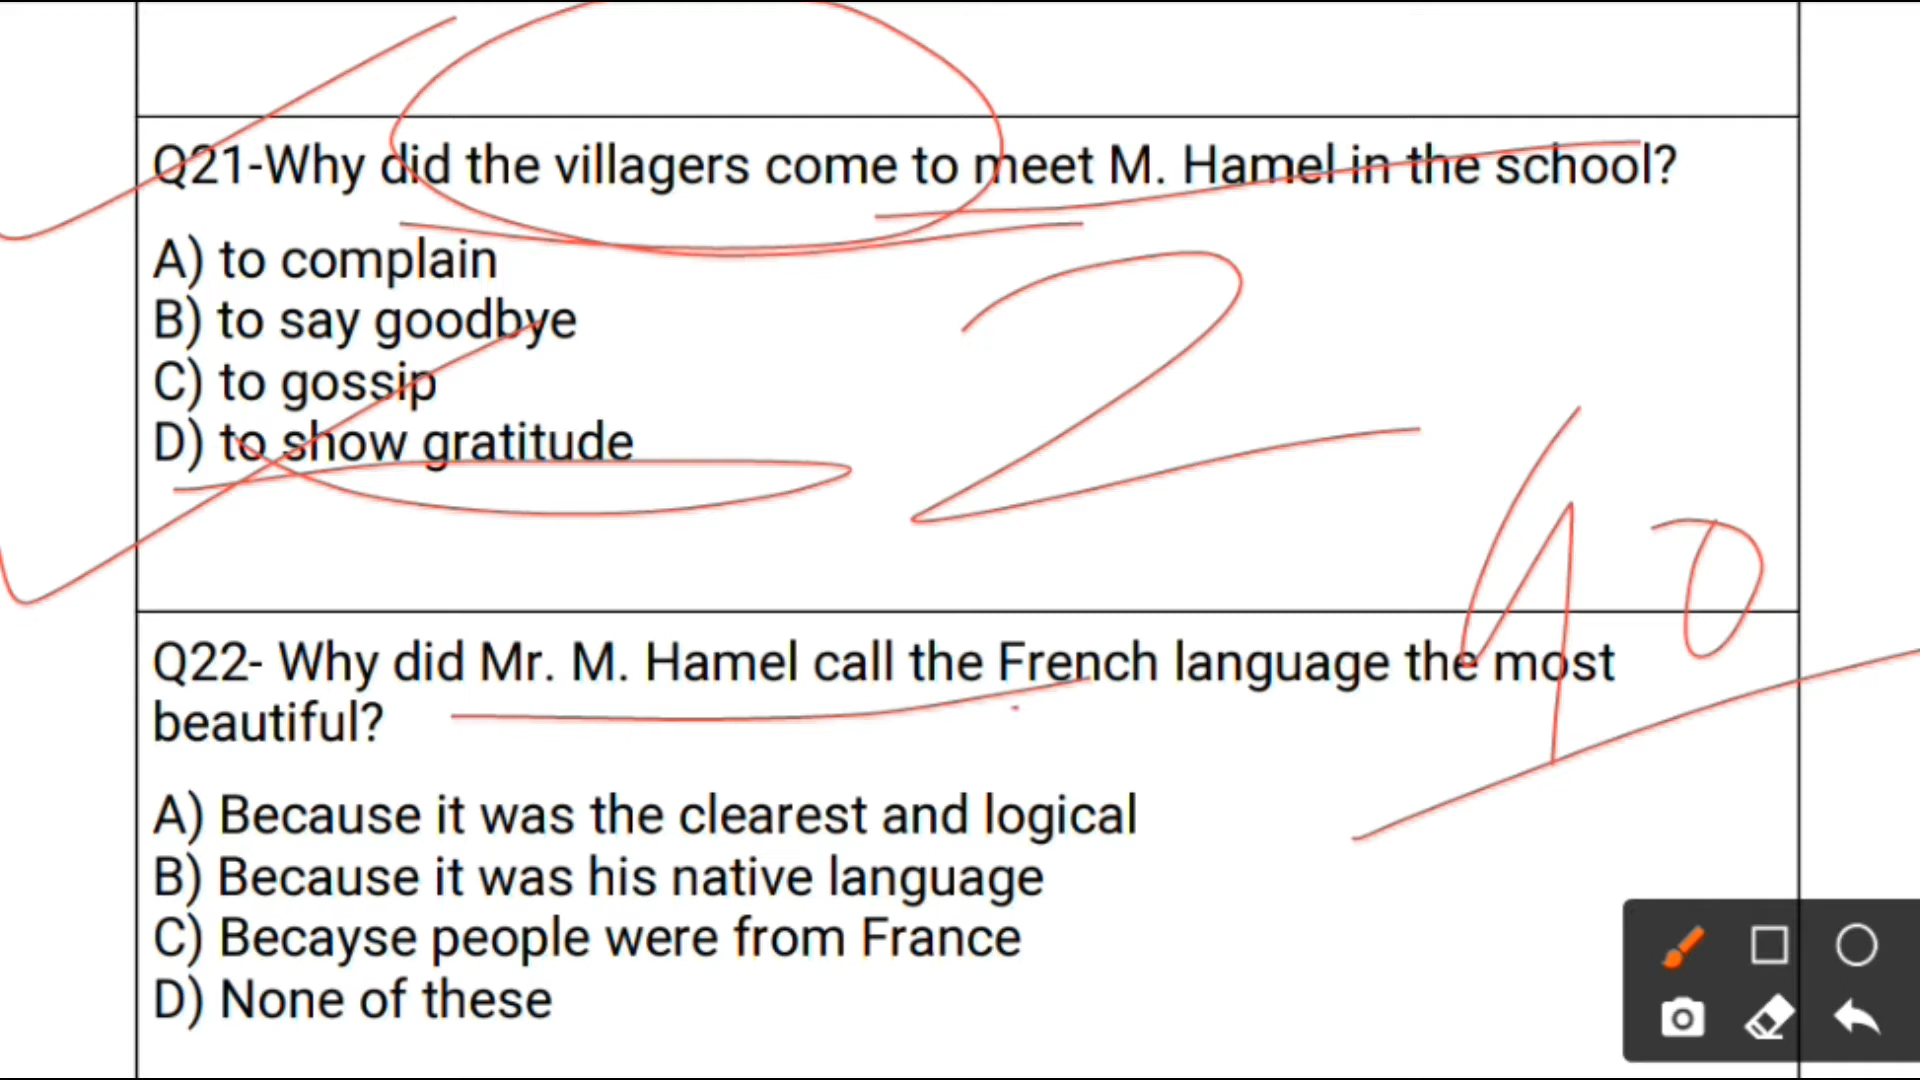 Q21-Why did the villagers come to meet M. Hamel in the school?
A) to complain
B) to say goodbye
C) to gossip
D) to show gratitude
2
40
Q22- Why did Mr. M. Hamel call the French language the most
beautiful?
A) Because it was the clearest and logical
B) Because it was his native language
C) Becayse people were from France
D) None of these